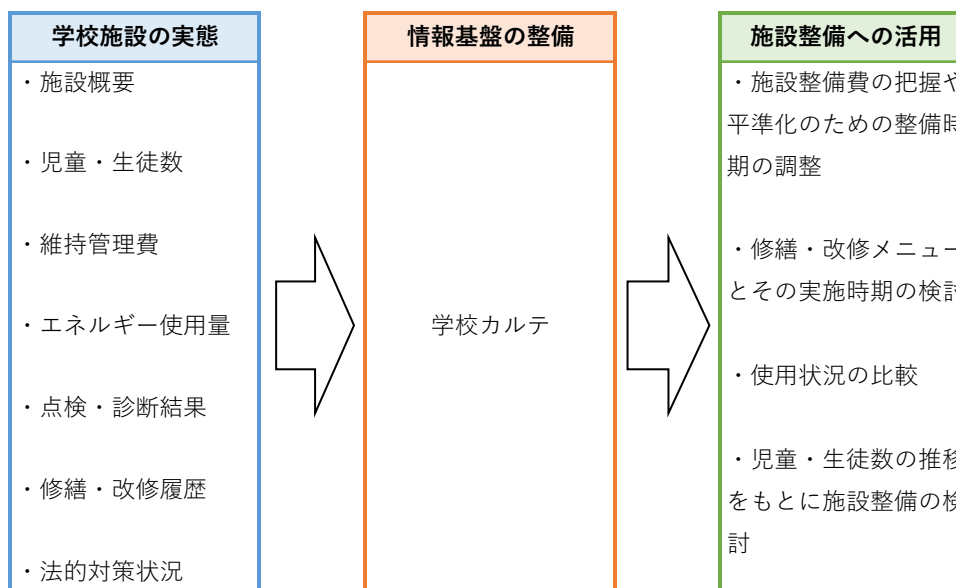 学校施設の実態
・施設概要
・児童・生徒数
・維持管理費
・エネルギー使用量
・点検・診断結果
・修繕・改修履歴
・法的対策状況
情報基盤の整備
学校カルテ
施設整備への活用
・施設整備費の把握や
平準化のための整備時
期の調整
・修繕・改修メニュー
とその実施時期の検討
・使用状況の比較
・児童・生徒数の推移
をもとに施設整備の検
討